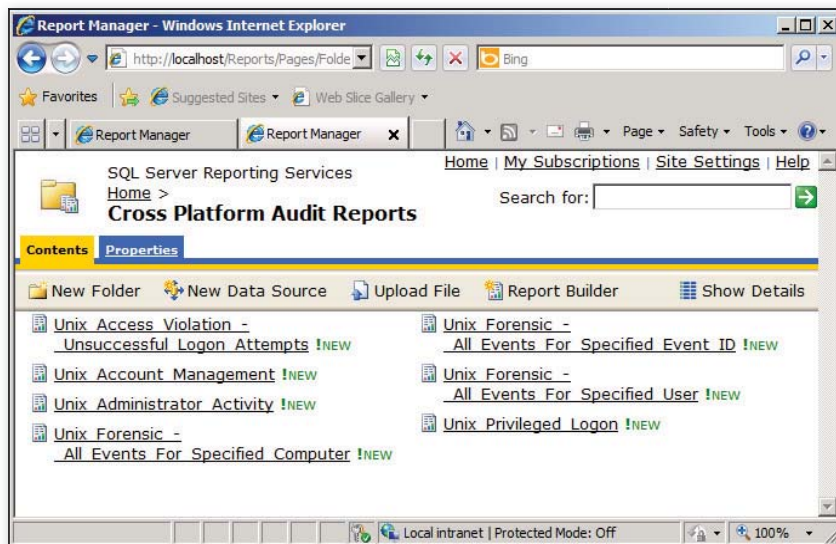 Report Manager - Windows Internet Explorer
http://localhost/Reports/Pages/Folde
Bing
Favorites
Suggested Sites
Web Slice Gallery
Report Manager
Report Manager
Page
Safety
Tools
SQL Server Reporting Services
Home | My Subscriptions | Site Settings | Help
Home >
Cross Platform Audit Reports
Search for:
Contents
Properties
New Folder
New Data Source
Upload File
Report Builder
Show Details
Unix Access Violation -
Unsuccessful Logon Attempts !NEW
Unix Account Management !NEW
Unix Administrator Activity !NEW
Unix Forensic -
All Events For Specified Computer !NEW
Unix Forensic -
All Events For Specified Event ID !NEW
Unix Forensic -
All Events For Specified User !NEW
Unix Privileged Logon !NEW
Local intranet | Protected Mode: Off
100%